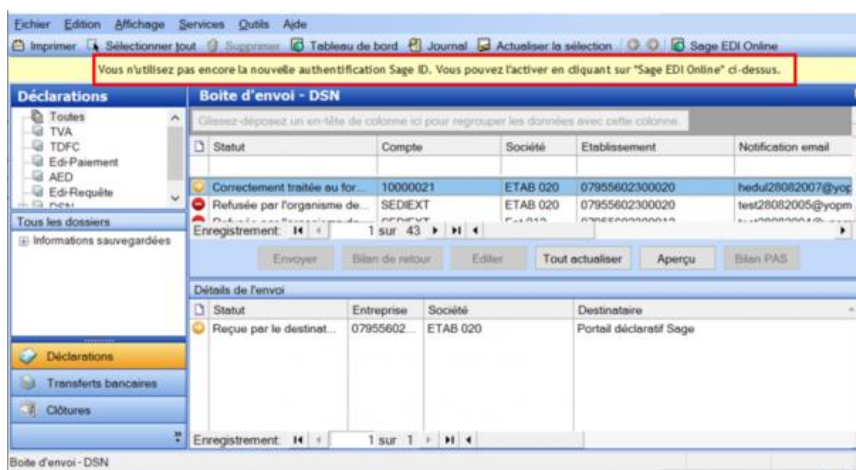 Fichier Edition Affichage Services Outils Aide
Imprimer Sélectionner tout Supprimer Tableau de bord Journal Actualiser la sélection Sage EDI Online
Vous n'utilisez pas encore la nouvelle authentification Sage ID. Vous pouvez l'activer en cliquant sur "Sage EDI Online" ci-dessus.
Déclarations
Toutes
TVA
TDFC
Edi-Paiement
AED
Edi-Requête
DSN
Tous les dossiers
Informations sauvegardées
Déclarations
Transferts bancaires
Clôtures
Boite d'envoi - DSN
Glissez-déposez un en-tête de colonne ici pour regrouper les données avec cette colonne.
Statut Compte Société Etablissement Notification email
Correctement traitée au for... 10000021 ETAB 020 07955602300020 hedul28082007@yop
Refusée par l'organisme de... SEDIEXT ETAB 020 07955602300020 test28082005@yopm
Enregistrement: 1 sur 43
Envoyer Bilan de retour Editer Tout actualiser Aperçu Bilan PAS
Détails de l'envoi
Statut Entreprise Société Destinataire
Reçue par le destinat... 07955602... ETAB 020 Portail déclaratif Sage
Enregistrement: 1 sur 1
Boite d'envoi - DSN